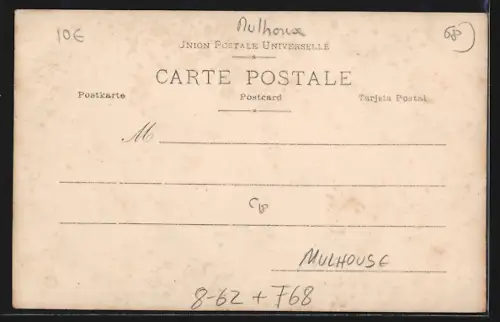 10€ Mulhouse 68)
UNION POSTALE UNIVERSELLE
CARTE POSTALE
Postkarte Postcard Tarjeta Postal
M
MULHOUSE
8-62 + 768